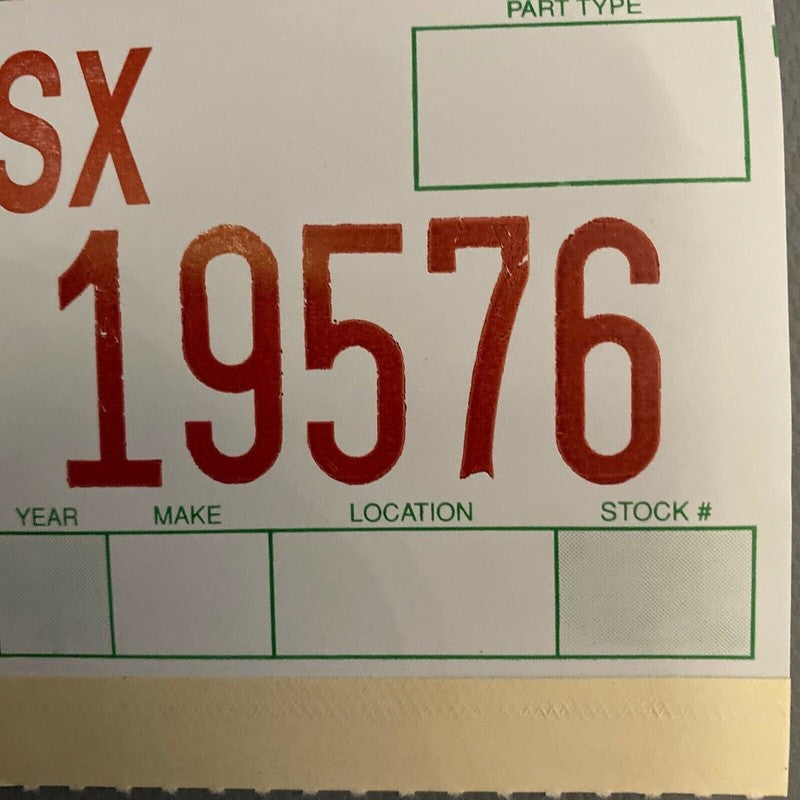 PART TYPE
SX
19576
YEAR MAKE LOCATION STOCK #